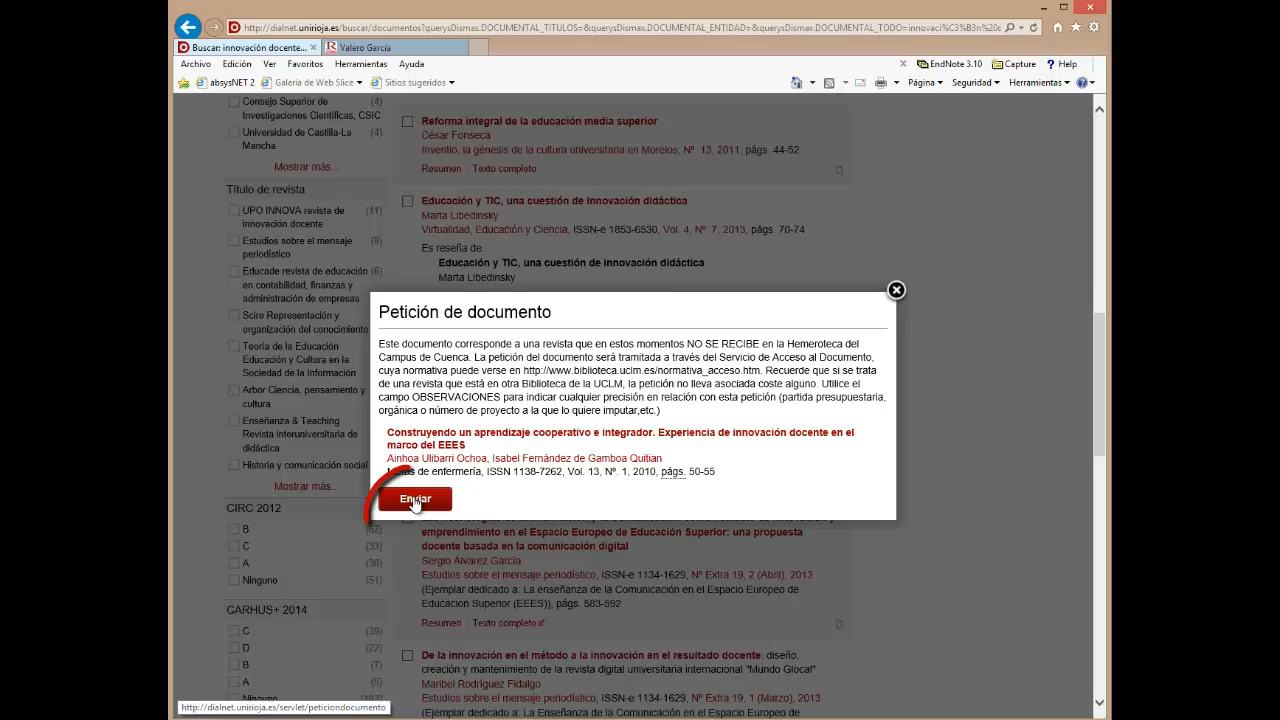 http://dialnet.unirioja.es/buscar/documentos?querysDismax.DOCUMENTAL_TITULOS=&querysDismax.DOCUMENTAL_ENTIDAD=&querysDismax.DOCUMENTAL_TODO=innovaci%C3%B3n%20
Buscar: innovación docente...
Valero García
Archivo Edición Ver Favoritos Herramientas Ayuda
EndNote 3.10 Capture Help
absysNET 2 Galería de Web Slice Sitios sugeridos
Página Seguridad Herramientas
Consejo Superior de (4)
Investigaciones Científicas, CSIC
Universidad de Castilla-La (4)
Mancha
Mostrar más...
Título de revista
UPO INNOVA revista de (11)
innovación docente
Estudios sobre el mensaje (8)
periodístico
Educade revista de educación (6)
en contabilidad, finanzas y
administración de empresas
Scire Representación y
organización del conocimiento
Teoría de la Educación
Educación y Cultura en la
Sociedad de la Información
Arbor Ciencia, pensamiento y
cultura
Enseñanza & Teaching
Revista interuniversitaria de
didáctica
Historia y comunicación social
Mostrar más...
CIRC 2012
B (62)
C (33)
A (30)
Ninguno (51)
CARHUS+ 2014
C (39)
D (22)
B (7)
A (5)
Ninguno
Reforma integral de la educación media superior
César Fonseca
Inventio, la génesis de la cultura universitaria en Morelos, Nº. 13, 2011, págs. 44-52
Resumen Texto completo
Educación y TIC, una cuestión de innovación didáctica
Marta Libedinsky
Virtualidad, Educación y Ciencia, ISSN-e 1853-6530, Vol. 4, Nº. 7, 2013, págs. 70-74
Es reseña de:
Educación y TIC, una cuestión de innovación didáctica
Marta Libedinsky
Petición de documento
Este documento corresponde a una revista que en estos momentos NO SE RECIBE en la Hemeroteca del
Campus de Cuenca. La petición del documento será tramitada a través del Servicio de Acceso al Documento,
cuya normativa puede verse en http://www.biblioteca.uclm.es/normativa_acceso.htm. Recuerde que si se trata
de una revista que está en otra Biblioteca de la UCLM, la petición no lleva asociada coste alguno. Utilice el
campo OBSERVACIONES para indicar cualquier precisión en relación con esta petición (partida presupuestaria,
orgánica o número de proyecto a la que lo quiere imputar,etc.)
Construyendo un aprendizaje cooperativo e integrador. Experiencia de innovación docente en el
marco del EEES
Ainhoa Ulibarri Ochoa, Isabel Fernández de Gamboa Quitian
de enfermería, ISSN 1138-7262, Vol. 13, Nº. 1, 2010, págs. 50-55
Enviar
emprendimiento en el Espacio Europeo de Educación Superior: una propuesta
docente basada en la comunicación digital
Sergio Álvarez García
Estudios sobre el mensaje periodístico, ISSN-e 1134-1629, Nº Extra 19, 2 (Abril), 2013
(Ejemplar dedicado a: La enseñanza de la Comunicación en el Espacio Europeo de
Educacion Superior (EEES)), págs. 583-592
Resumen Texto completo
De la innovación en el método a la innovación en el resultado docente: diseño,
creación y mantenimiento de la revista digital universitaria internacional "Mundo Glocal"
Maribel Rodríguez Fidalgo
Estudios sobre el mensaje periodístico, ISSN-e 1134-1629, Nº Extra 19, 1 (Marzo), 2013
(Ejemplar dedicado a: La Enseñanza de la Comunicación en el Espacio Europeo de
http://dialnet.unirioja.es/servlet/peticiondocumento